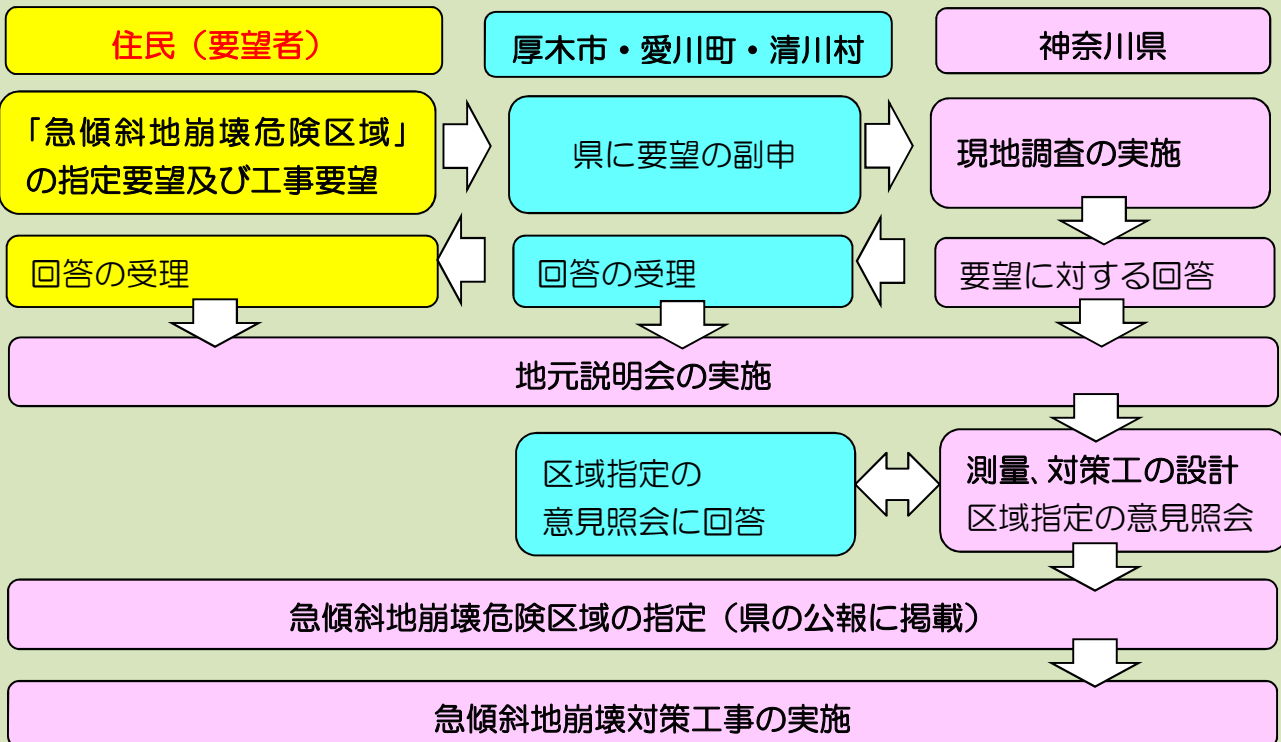 住民（要望者）
厚木市・愛川町・清川村
神奈川県
「急傾斜地崩壊危険区域」
の指定要望及び工事要望
県に要望の副申
現地調査の実施
回答の受理
回答の受理
要望に対する回答
地元説明会の実施
区域指定の
意見照会に回答
測量、対策工の設計
区域指定の意見照会
急傾斜地崩壊危険区域の指定（県の公報に掲載）
急傾斜地崩壊対策工事の実施